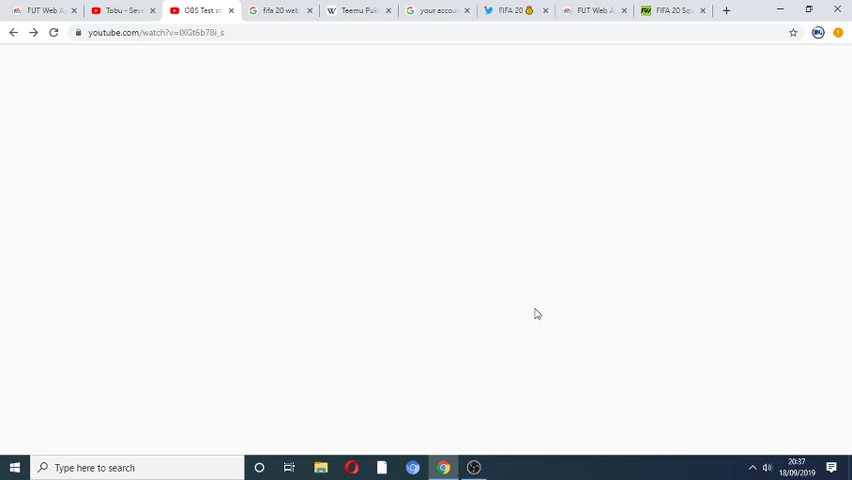 FUT Web A
Tobu - Seve
OBS Test st
fifa 20 web
Teemu Pukk
your accou
FIFA 20
FUT Web A
FIFA 20 Squ
youtube.com/watch?v=IXGt6b78i_s
Type here to search
20:37
18/09/2019